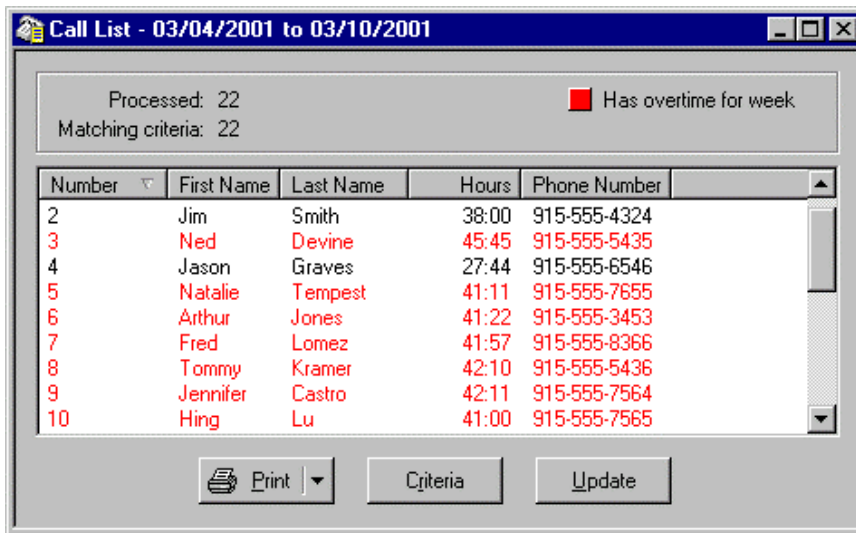 Call List - 03/04/2001 to 03/10/2001
Processed: 22
Has overtime for week
Matching criteria: 22
Number First Name Last Name Hours Phone Number
2 Jim Smith 38:00 915-555-4324
3 Ned Devine 45:45 915-555-5435
4 Jason Graves 27:44 915-555-6546
5 Natalie Tempest 41:11 915-555-7655
6 Arthur Jones 41:22 915-555-3453
7 Fred Lomez 41:57 915-555-8366
8 Tommy Kramer 42:10 915-555-5436
9 Jennifer Castro 42:11 915-555-7564
10 Hing Lu 41:00 915-555-7565
Print Criteria Update